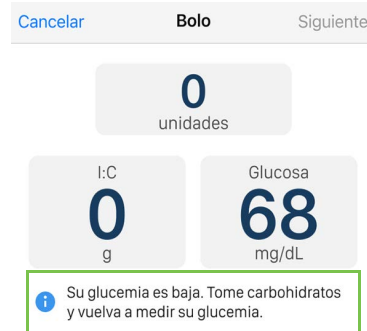 Cancelar Bolo Siguiente
0
unidades
I:C Glucosa
0 68
g mg/dL
Su glucemia es baja. Tome carbohidratos
y vuelva a medir su glucemia.